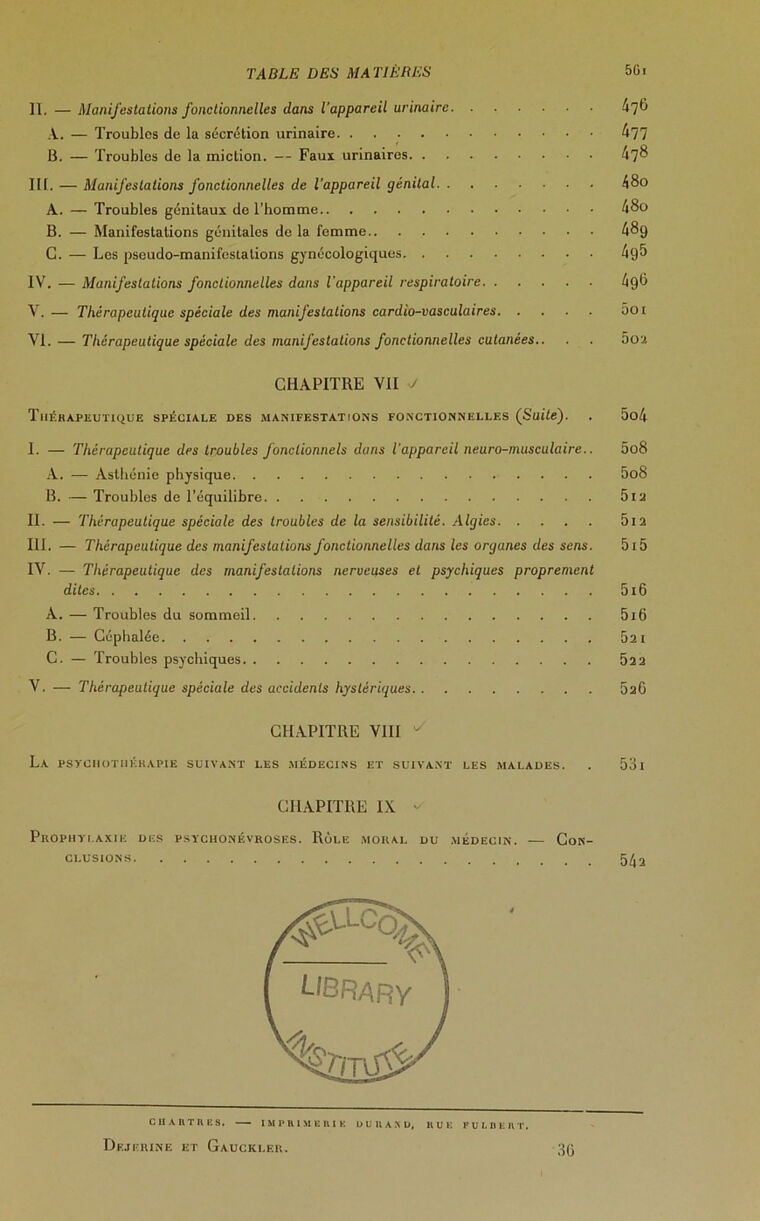 TABLE DES MATIÈRES 561
II. — Manifestations fonctionnelles dans l'appareil urinaire. . . . . . . 476
A. — Troubles de la sécrétion urinaire. . . . . . . . . . . . 477
B. — Troubles de la miction. — Faux urinaires. . . . . . . . . 478
III. — Manifestations fonctionnelles de l'appareil génital. . . . . . . . 480
A. — Troubles génitaux de l'homme.. . . . . . . . . . . . . 480
B. — Manifestations génitales de la femme.. . . . . . . . . . . 489
C. — Les pseudo-manifestations gynécologiques. . . . . . . . . 495
IV. — Manifestations fonctionnelles dans l'appareil respiratoire. . . . . . 496
V. — Thérapeutique spéciale des manifestations cardio-vasculaires. . . . . 501
VI. — Thérapeutique spéciale des manifestations fonctionnelles cutanées.. . . 502
CHAPITRE VII
THÉRAPEUTIQUE SPÉCIALE DES MANIFESTATIONS FONCTIONNELLES (Suite). . 504
I. — Thérapeutique des troubles fonctionnels dans l'appareil neuro-musculaire.. 508
A. — Asthénie physique. . . . . . . . . . . . . . . . 508
B. — Troubles de l'équilibre. . . . . . . . . . . . . . . 512
II. — Thérapeutique spéciale des troubles de la sensibilité. Algies. . . . . 512
III. — Thérapeutique des manifestations fonctionnelles dans les organes des sens. 515
IV. — Thérapeutique des manifestations nerveuses et psychiques proprement
dites. . . . . . . . . . . . . . . . . . . . . . 516
A. — Troubles du sommeil. . . . . . . . . . . . . . . 516
B. — Céphalée. . . . . . . . . . . . . . . . . . . 521
C. — Troubles psychiques. . . . . . . . . . . . . . . . 522
V. — Thérapeutique spéciale des accidents hystériques. . . . . . . . . 526
CHAPITRE VIII
LA PSYCHOTHÉRAPIE SUIVANT LES MÉDECINS ET SUIVANT LES MALADES. . 531
CHAPITRE IX
PROPHYLAXIE DES PSYCHONÉVROSES. RÔLE MORAL DU MÉDECIN. — CON-
CLUSIONS. . . . . . . . . . . . . . . . . . . . . 542
WELLCOME
LIBRARY
INSTITUTE
CHARTRES. — IMPRIMERIE DURAND, RUE FULBERT.
DEJERINE ET GAUCKLER. 36